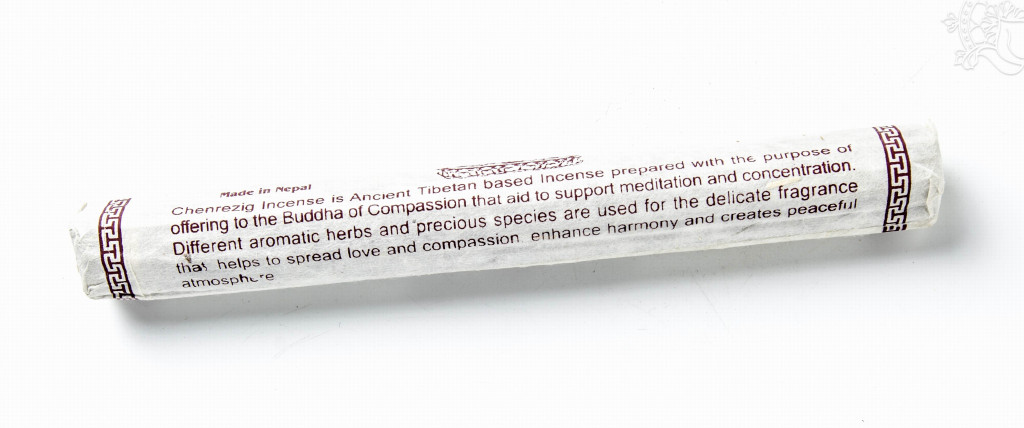 Made in Nepal
Chenrezig Incense is Ancient Tibetan based Incense prepared with the purpose of
offering to the Buddha of Compassion that aid to support meditation and concentration.
Different aromatic herbs and precious species are used for the delicate fragrance
that helps to spread love and compassion enhance harmony and creates peaceful
atmosphere